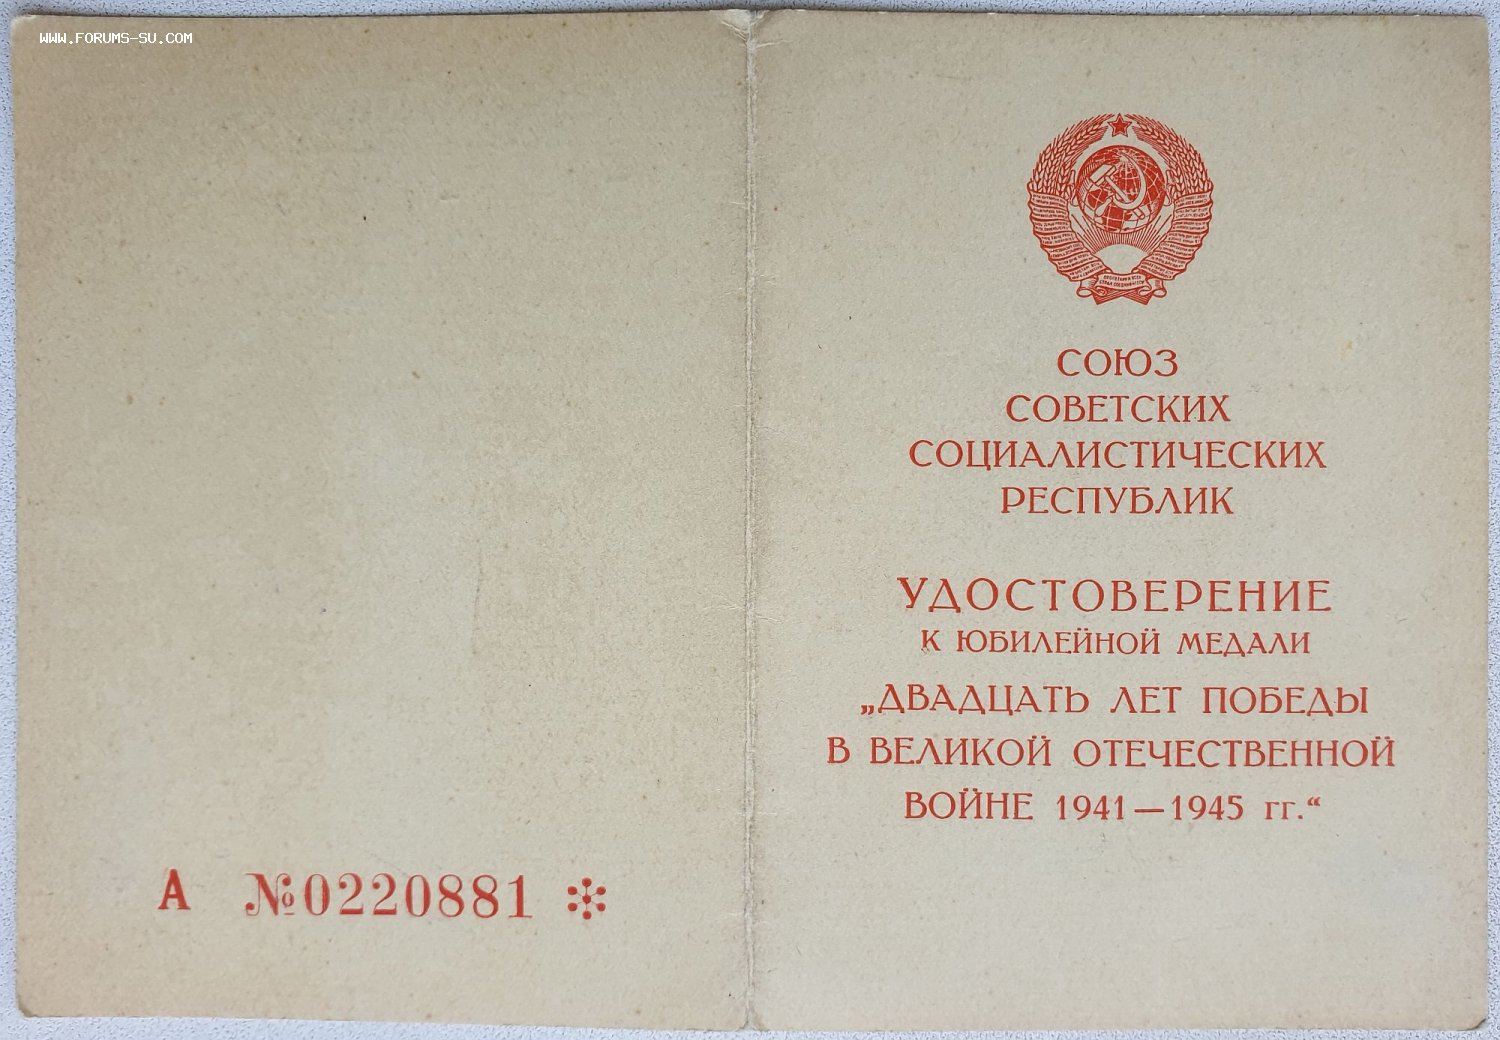 WWW.FORUMS-SU.COM
А №0220881
СОЮЗ
СОВЕТСКИХ
СОЦИАЛИСТИЧЕСКИХ
РЕСПУБЛИК
УДОСТОВЕРЕНИЕ
К ЮБИЛЕЙНОЙ МЕДАЛИ
„ДВАДЦАТЬ ЛЕТ ПОБЕДЫ
В ВЕЛИКОЙ ОТЕЧЕСТВЕННОЙ
ВОЙНЕ 1941—1945 гг.“